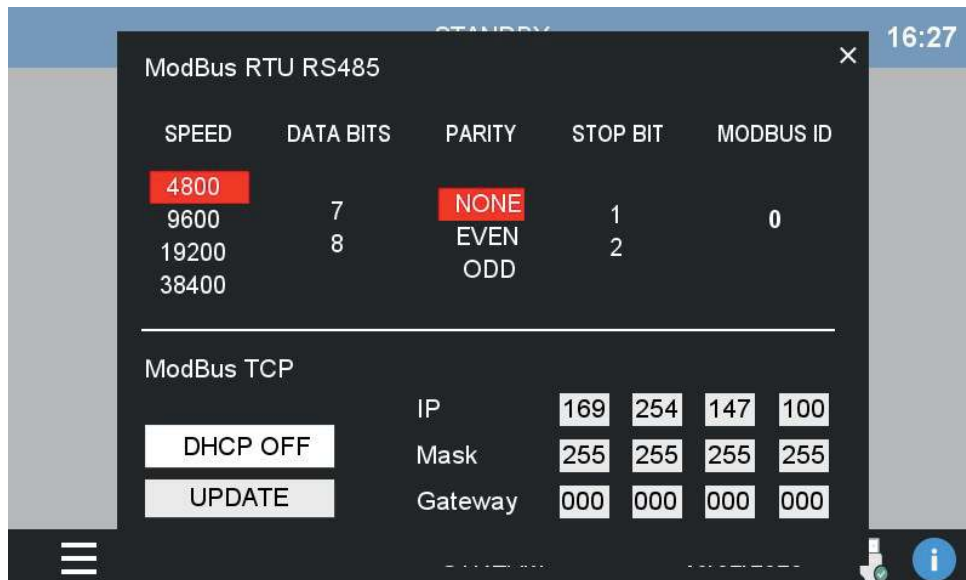 STANDBY
16:27
ModBus RTU RS485
×
SPEED DATA BITS PARITY STOP BIT MODBUS ID
4800
9600
19200
38400
7
8
NONE
EVEN
ODD
1
2
0
ModBus TCP
DHCP OFF
UPDATE
IP 169 254 147 100
Mask 255 255 255 255
Gateway 000 000 000 000
i